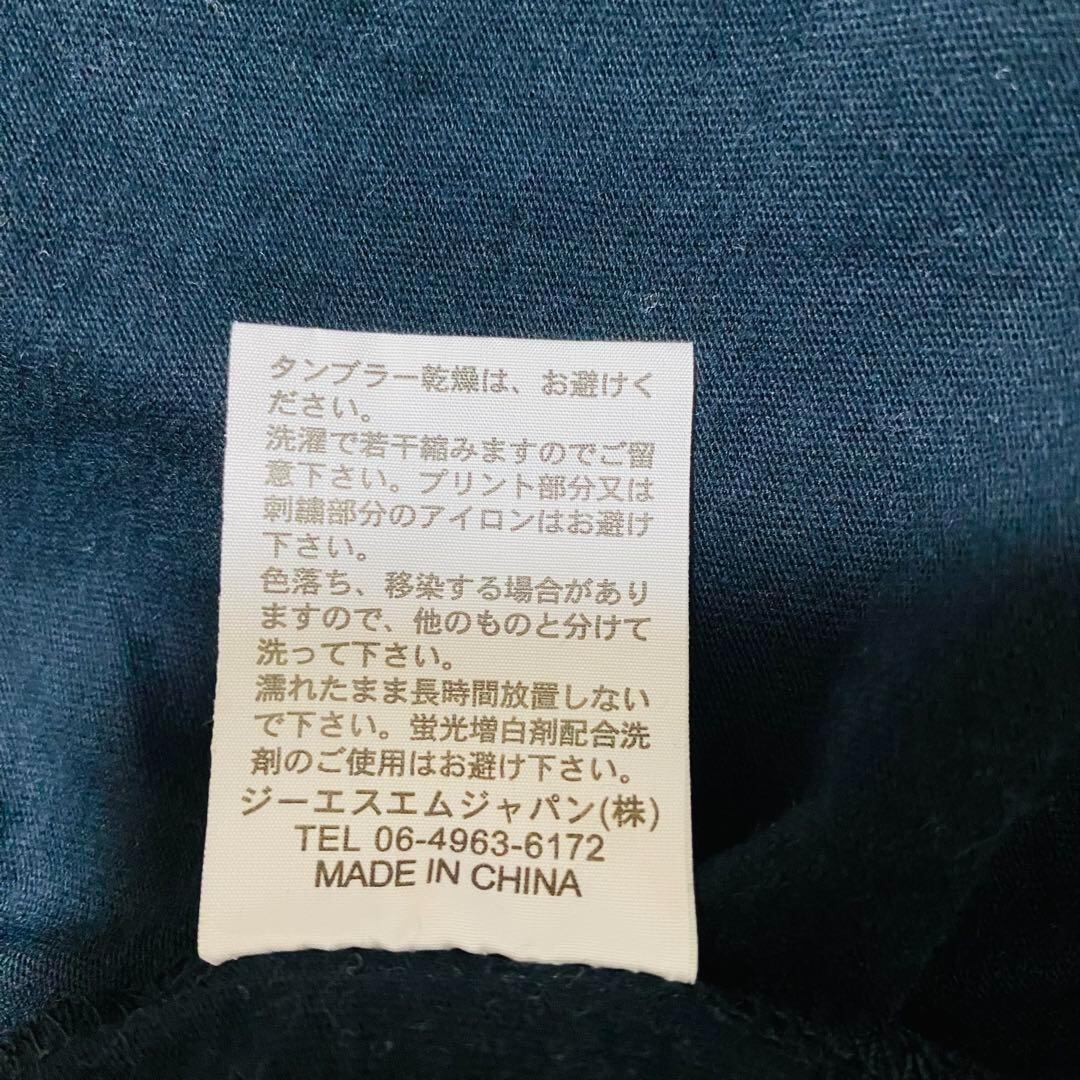 タンブラー乾燥は、お避けく
ださい。
洗濯で若干縮みますのでご留
意下さい。プリント部分又は
刺繍部分のアイロンはお避け
下さい。
色落ち、移染する場合があり
ますので、他のものと分けて
洗って下さい。
濡れたまま長時間放置しない
で下さい。蛍光増白剤配合洗
剤のご使用はお避け下さい。
ジーエスエムジャパン(株)
TEL 06-4963-6172
MADE IN CHINA